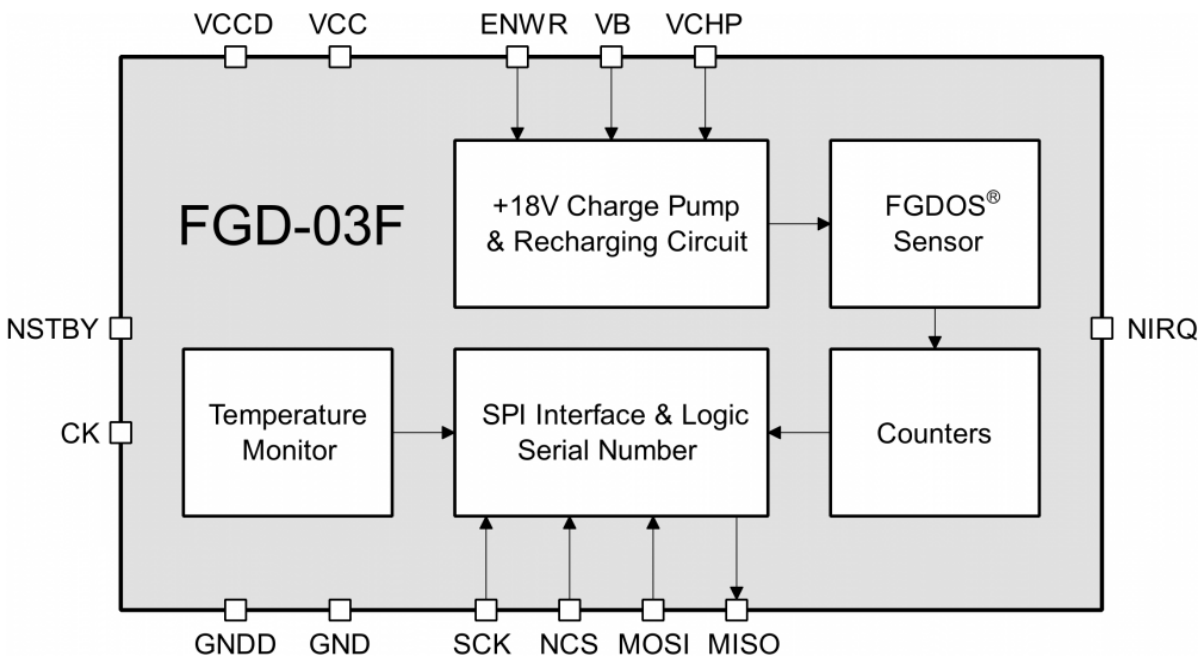 VCCD VCC ENWR VB VCHP
+18V Charge Pump
& Recharging Circuit
FGDOS®
Sensor
FGD-03F
NSTBY
NIRQ
Temperature
Monitor
SPI Interface & Logic
Serial Number
Counters
CK
GNDD GND SCK NCS MOSI MISO